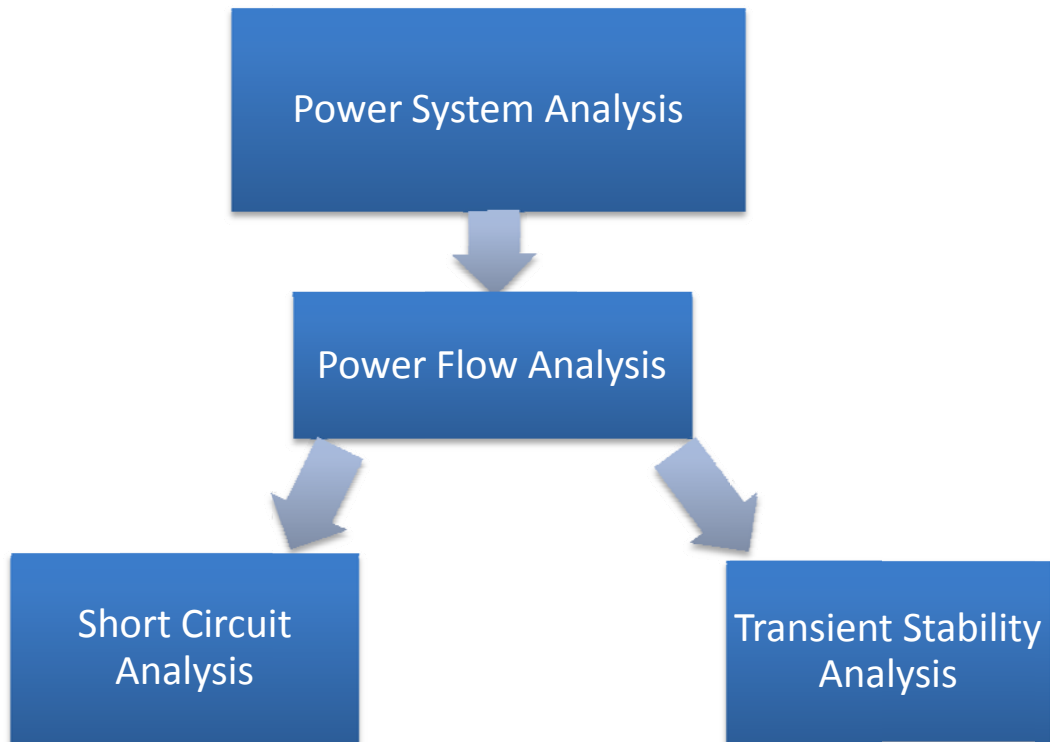 Power System Analysis
Power Flow Analysis
Short Circuit
Analysis
Transient Stability
Analysis